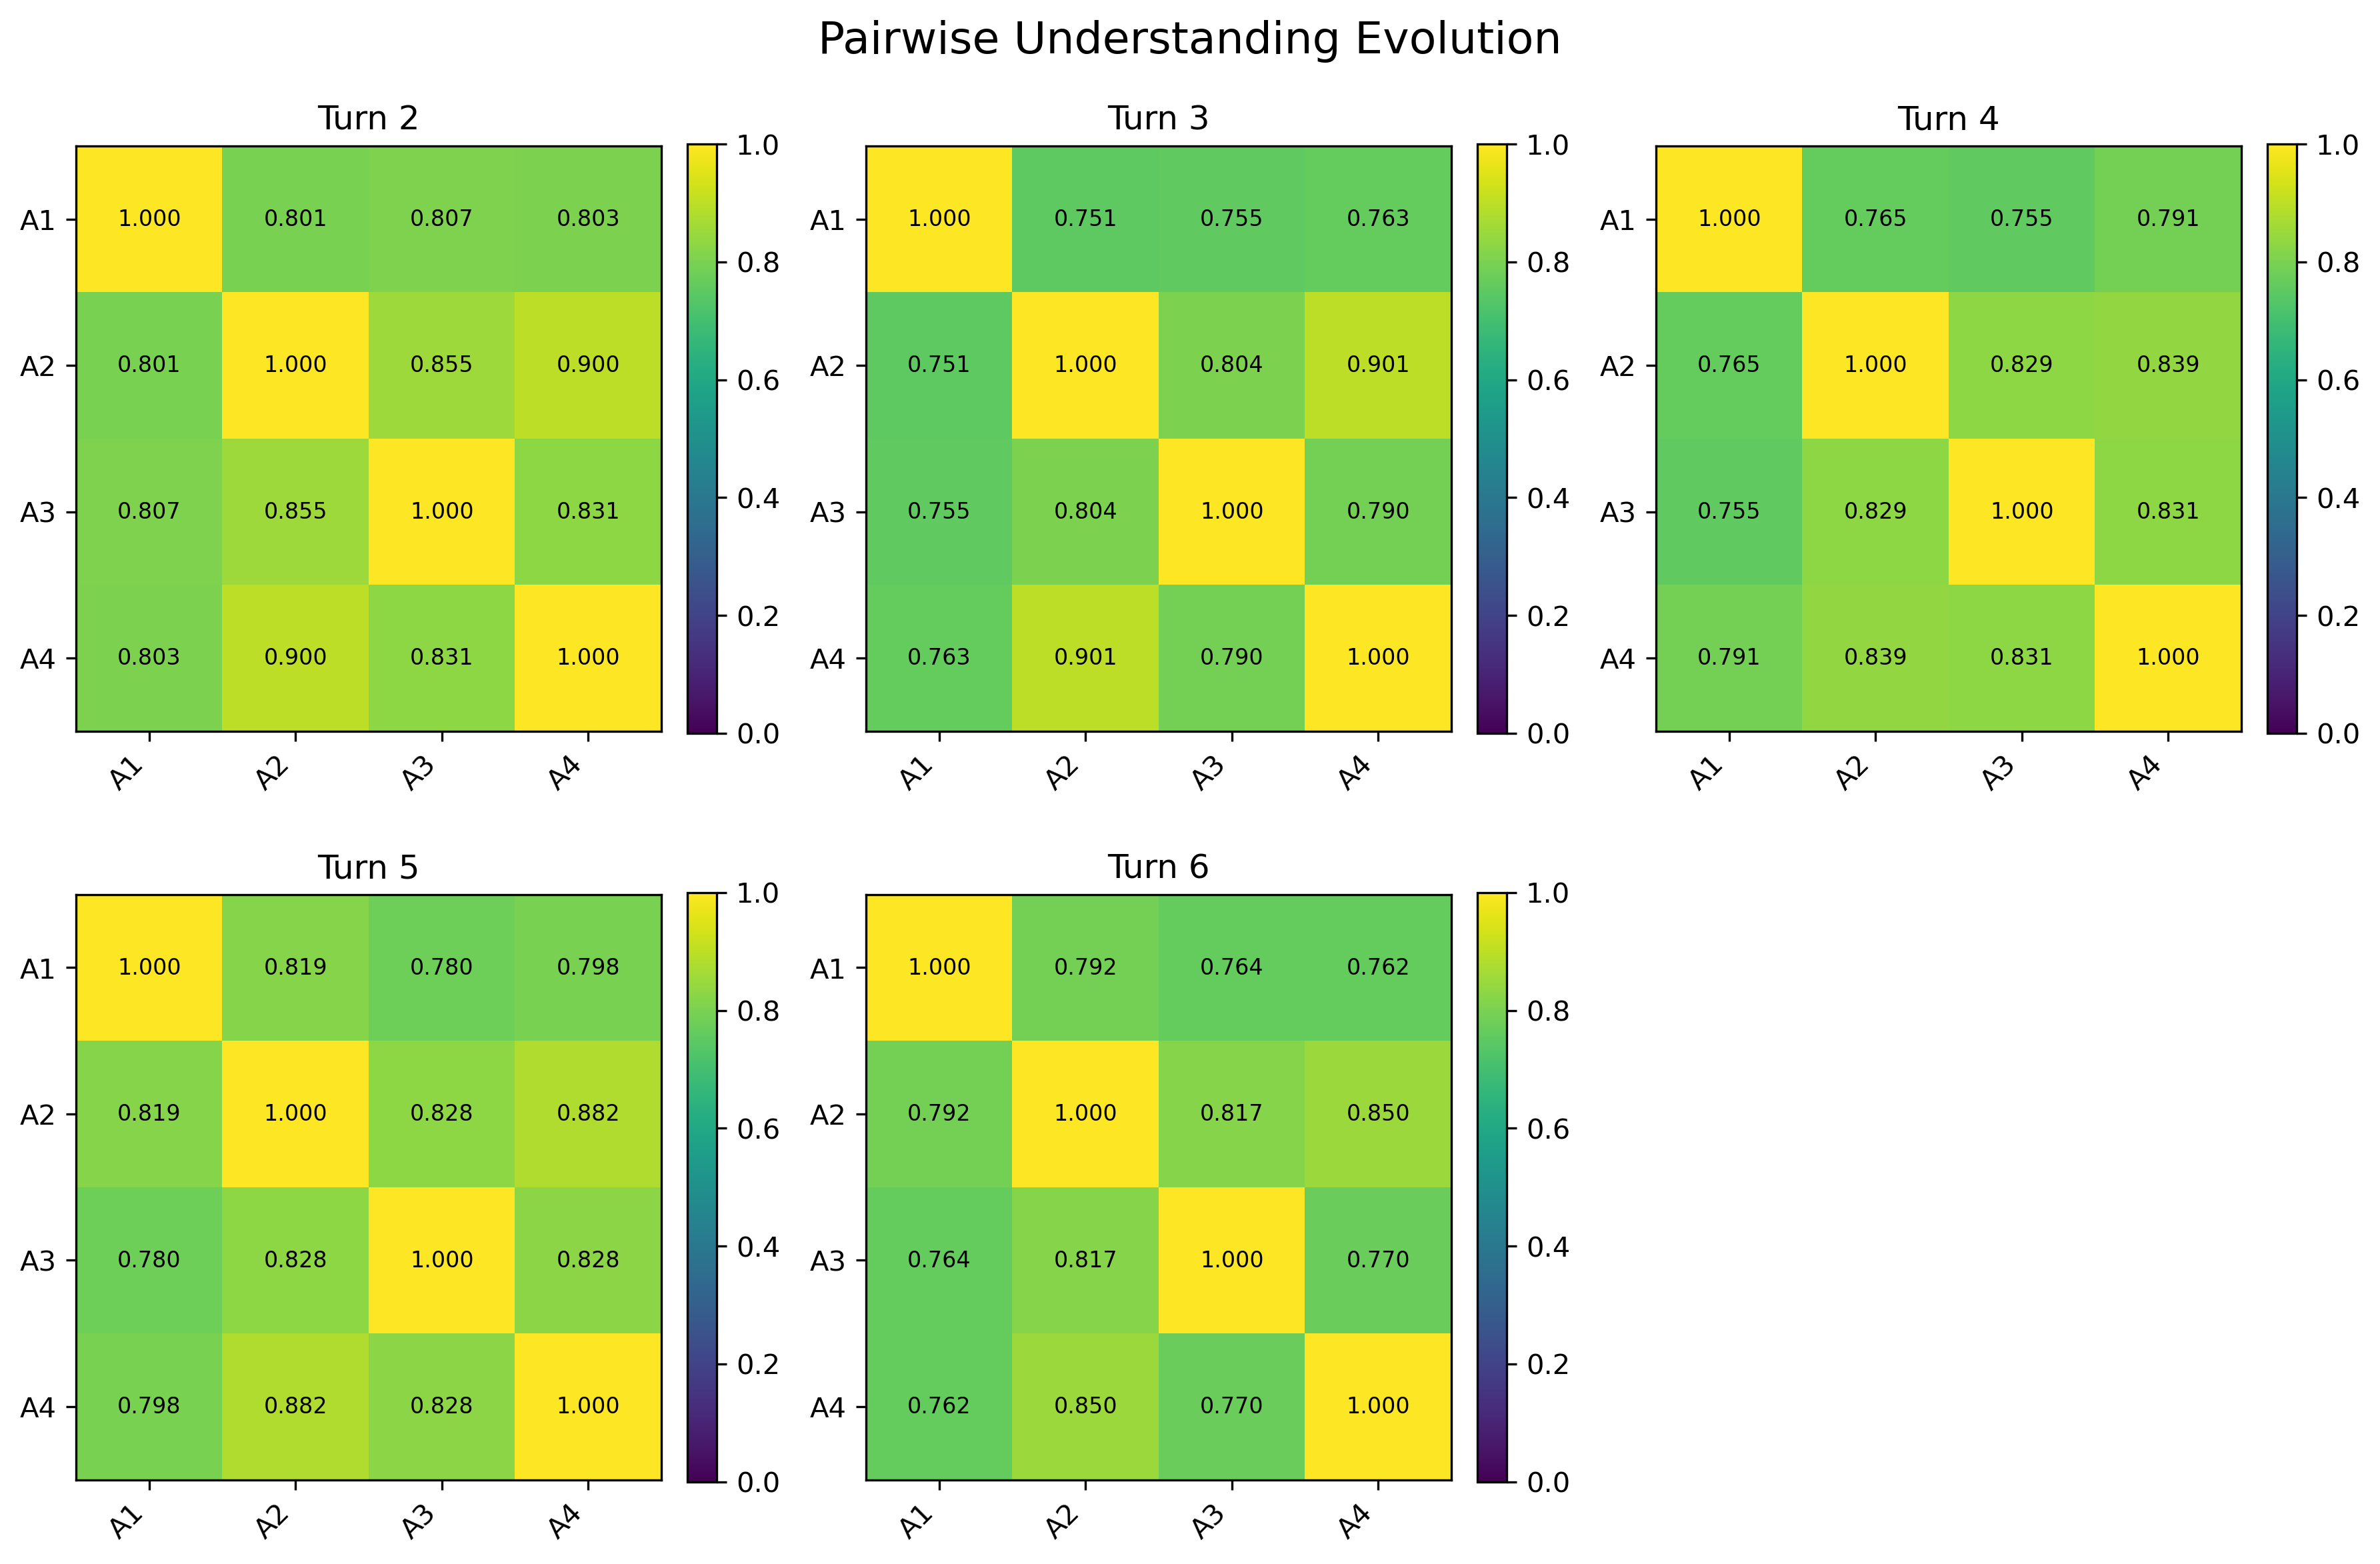 Pairwise Understanding Evolution
Turn 2
Turn 3
Turn 4
A1 1.000 0.801 0.807 0.803
A2 0.801 1.000 0.855 0.900
A3 0.807 0.855 1.000 0.831
A4 0.803 0.900 0.831 1.000
A1 A2 A3 A4
1.0
0.8
0.6
0.4
0.2
0.0
A1 1.000 0.751 0.755 0.763
A2 0.751 1.000 0.804 0.901
A3 0.755 0.804 1.000 0.790
A4 0.763 0.901 0.790 1.000
A1 A2 A3 A4
1.0
0.8
0.6
0.4
0.2
0.0
A1 1.000 0.765 0.755 0.791
A2 0.765 1.000 0.829 0.839
A3 0.755 0.829 1.000 0.831
A4 0.791 0.839 0.831 1.000
A1 A2 A3 A4
1.0
0.8
0.6
0.4
0.2
0.0
Turn 5
Turn 6
A1 1.000 0.819 0.780 0.798
A2 0.819 1.000 0.828 0.882
A3 0.780 0.828 1.000 0.828
A4 0.798 0.882 0.828 1.000
A1 A2 A3 A4
1.0
0.8
0.6
0.4
0.2
0.0
A1 1.000 0.792 0.764 0.762
A2 0.792 1.000 0.817 0.850
A3 0.764 0.817 1.000 0.770
A4 0.762 0.850 0.770 1.000
A1 A2 A3 A4
1.0
0.8
0.6
0.4
0.2
0.0